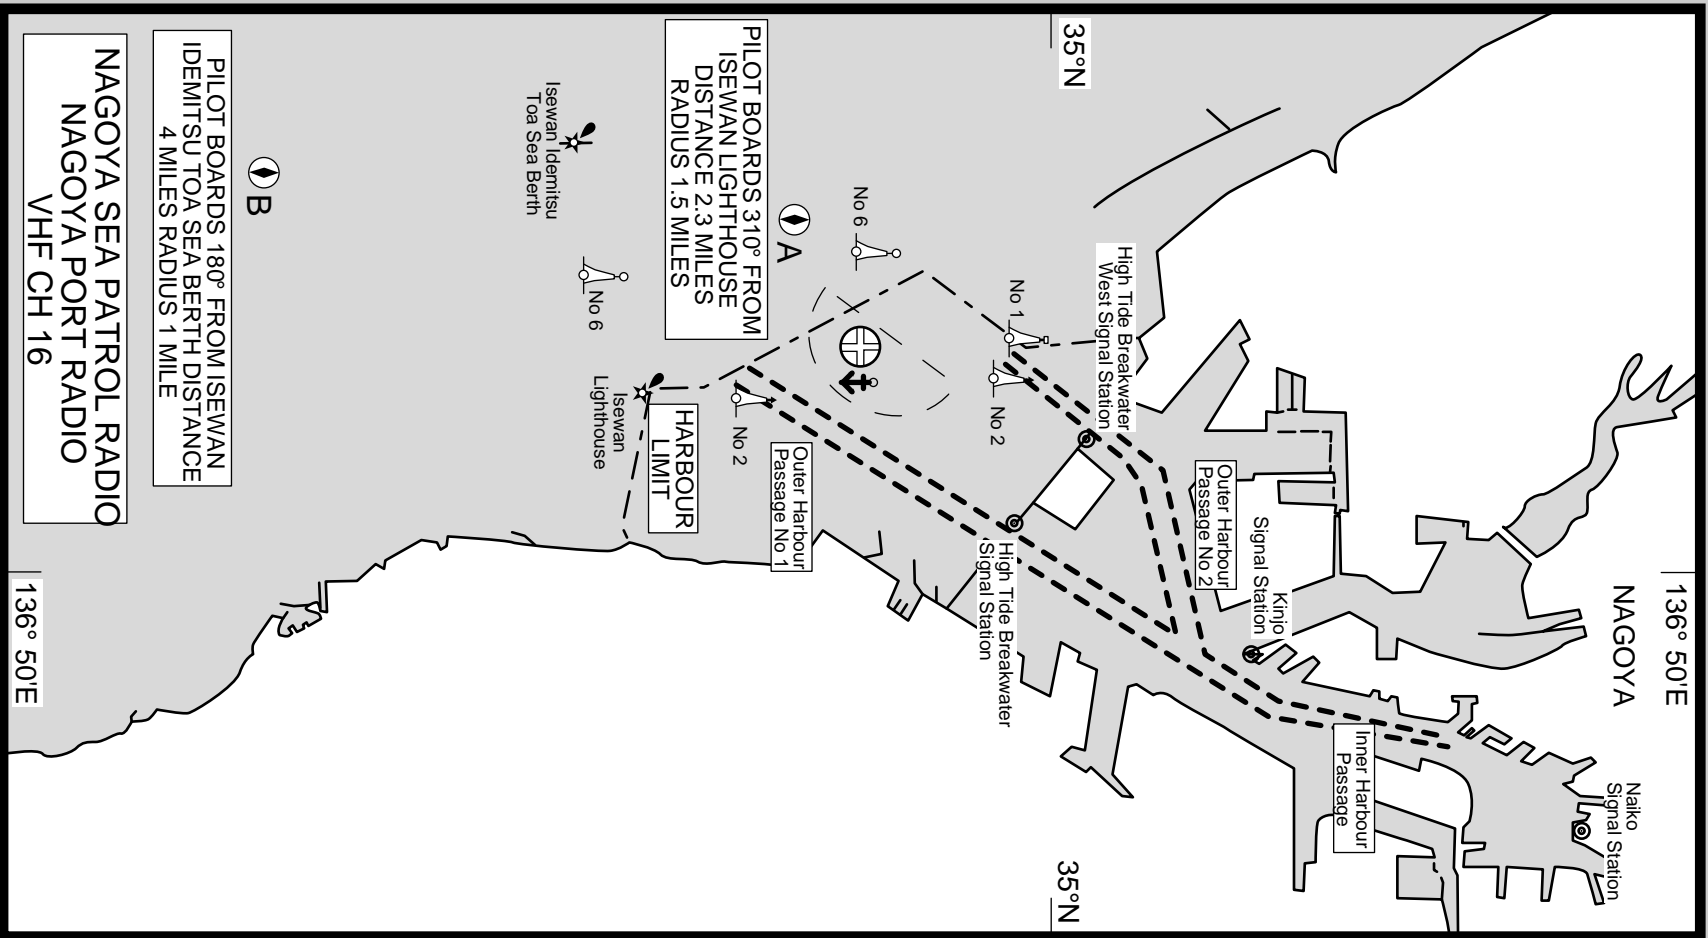 136° 50'E
NAGOYA
Naiko
Signal Station
Inner Harbour
Passage
Kinjo
Signal Station
Outer Harbour
Passage No 2
High Tide Breakwater
West Signal Station
35°N
35°N
No 1
No 2
High Tide Breakwater
Signal Station
No 6
A
Outer Harbour
Passage No 1
No 2
PILOT BOARDS 310° FROM
ISEWAN LIGHTHOUSE
DISTANCE 2.3 MILES
RADIUS 1.5 MILES
HARBOUR
LIMIT
Isewan
Lighthouse
No 6
Isewan Idemitsu
Toa Sea Berth
B
PILOT BOARDS 180° FROM ISEWAN
IDEMITSU TOA SEA BERTH DISTANCE
4 MILES RADIUS 1 MILE
NAGOYA SEA PATROL RADIO
NAGOYA PORT RADIO
VHF CH 16
136° 50'E